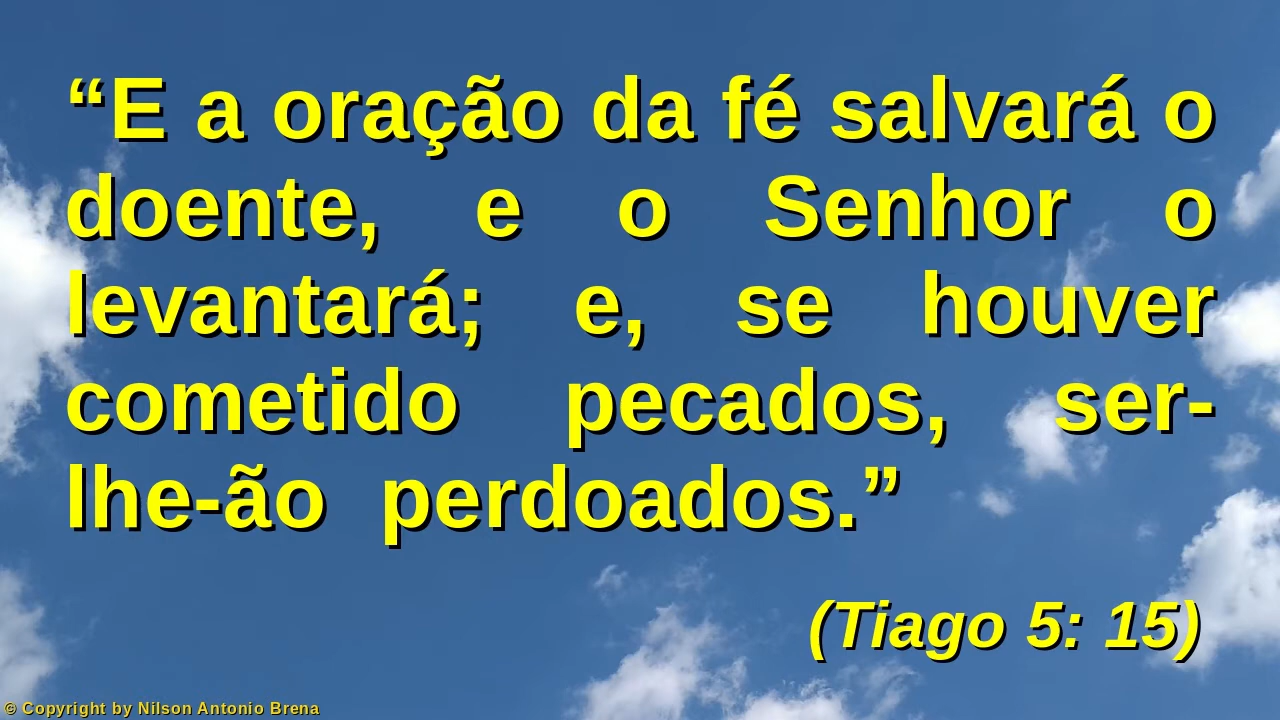 “E a oração da fé salvará o
doente, e o Senhor o
levantará; e, se houver
cometido pecados, ser-
lhe-ão perdoados.”
(Tiago 5: 15)
© Copyright by Nilson Antonio Brena